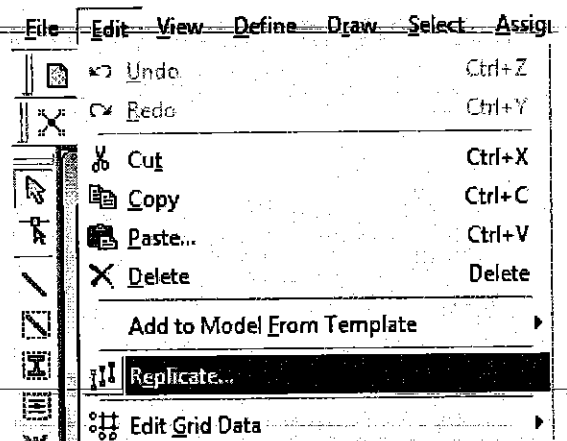 File Edit View Define Draw Select Assig
Undo Ctrl+Z
Redo Ctrl+Y
Cut Ctrl+X
Copy Ctrl+C
Paste... Ctrl+V
Delete Delete
Add to Model From Template
Replicate...
Edit Grid Data